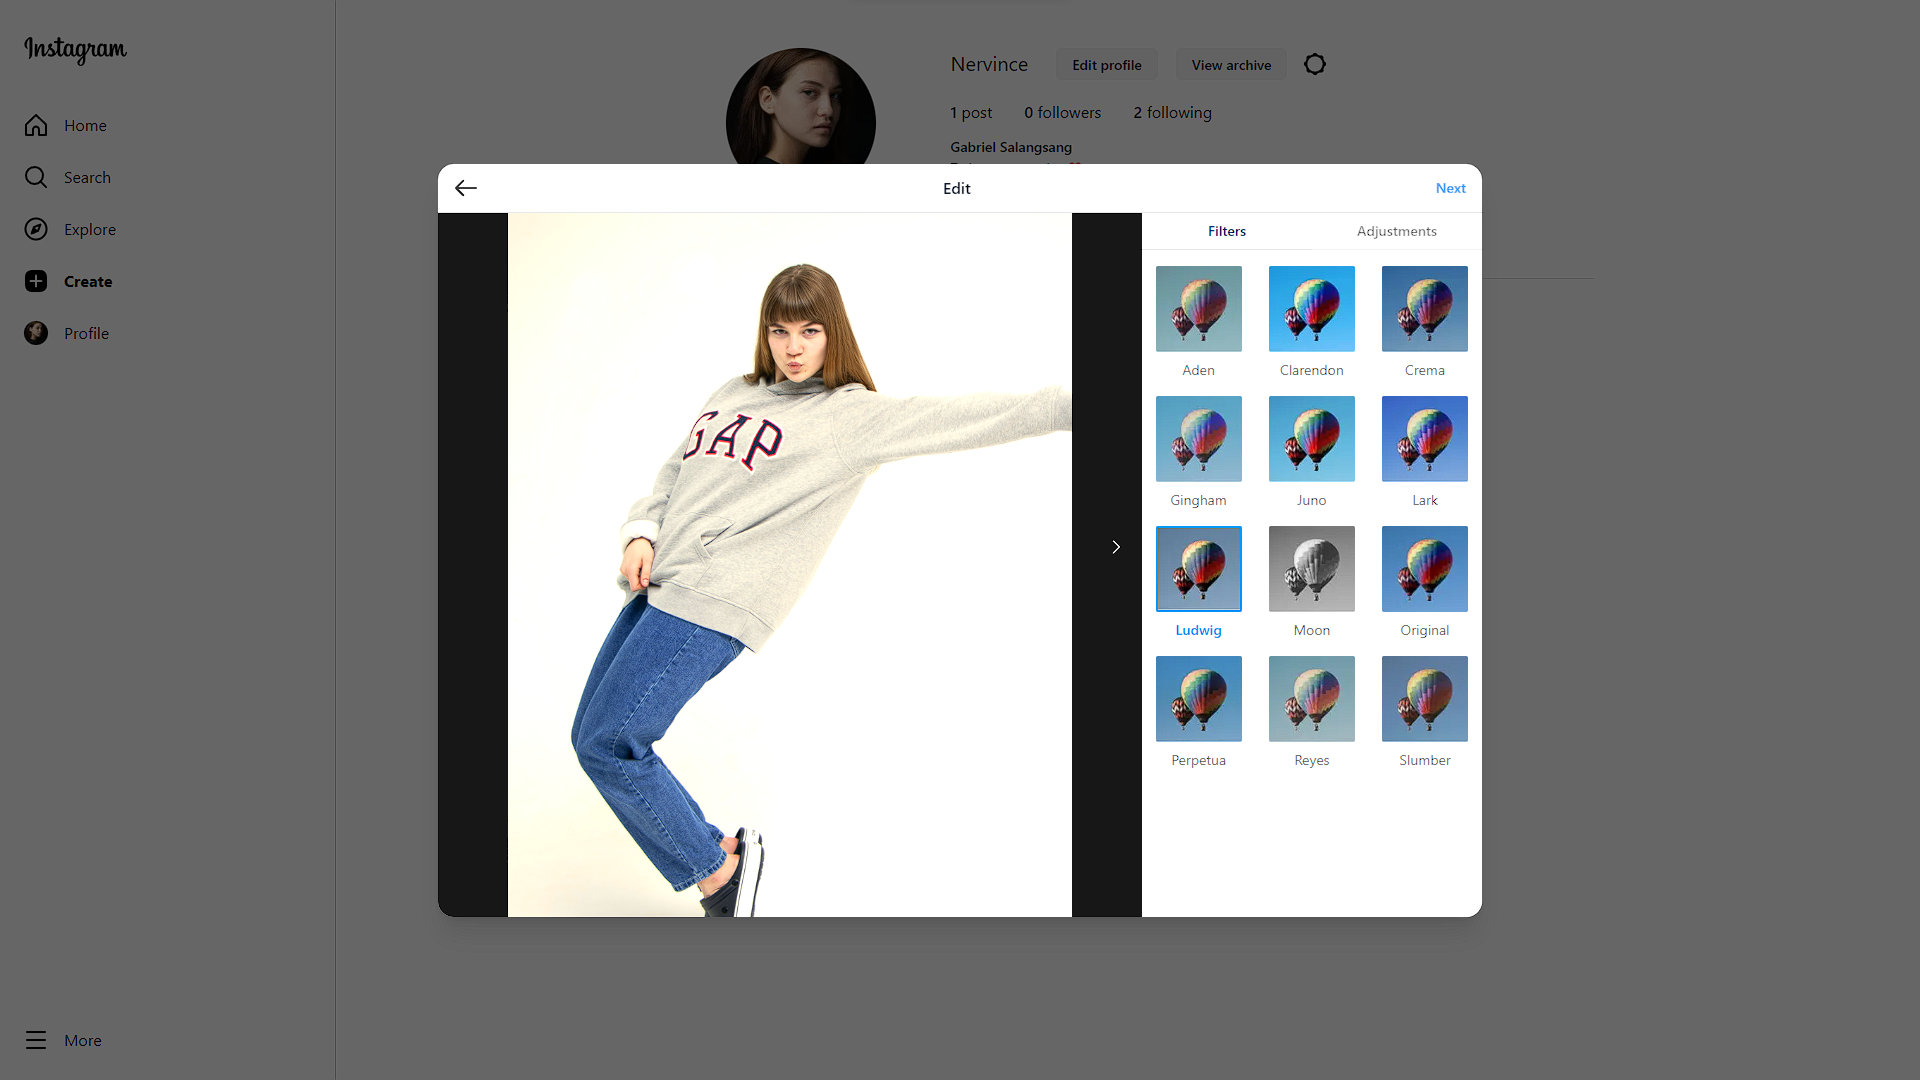 Instagram
Home
Search
Explore
Create
Profile
More
Nervince
Edit profile
View archive
1 post
0 followers
2 following
Gabriel Salangsang
Edit
Next
GAP
Filters
Adjustments
Aden
Clarendon
Crema
Gingham
Juno
Lark
Ludwig
Moon
Original
Perpetua
Reyes
Slumber